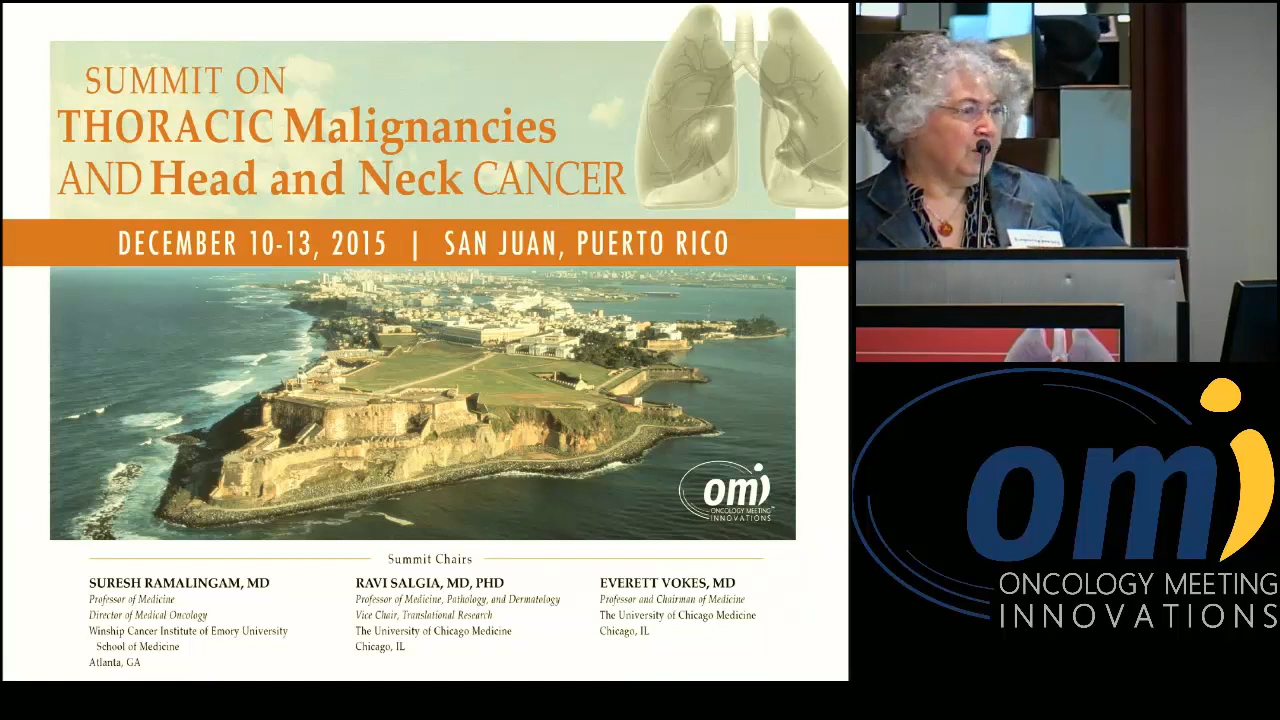 SUMMIT ON
THORACIC Malignancies
AND Head and Neck CANCER
DECEMBER 10-13, 2015 | SAN JUAN, PUERTO RICO
omi
ONCOLOGY MEETING
INNOVATIONS
Summit Chairs
SURESH RAMALINGAM, MD
Professor of Medicine
Director of Medical Oncology
Winship Cancer Institute of Emory University
School of Medicine
Atlanta, GA
RAVI SALGIA, MD, PHD
Professor of Medicine, Pathology, and Dermatology
Vice Chair, Translational Research
The University of Chicago Medicine
Chicago, IL
EVERETT VOKES, MD
Professor and Chairman of Medicine
The University of Chicago Medicine
Chicago, IL
omi
ONCOLOGY MEETING
INNOVATIONS